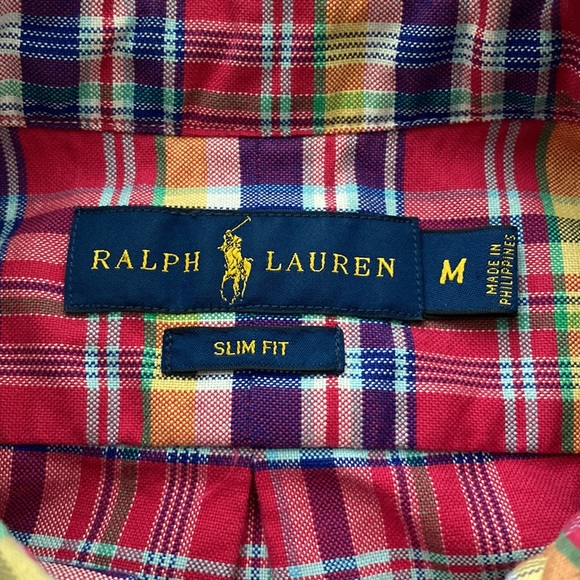 RALPH LAUREN
M
MADE IN
PHILIPPINES
SLIM FIT